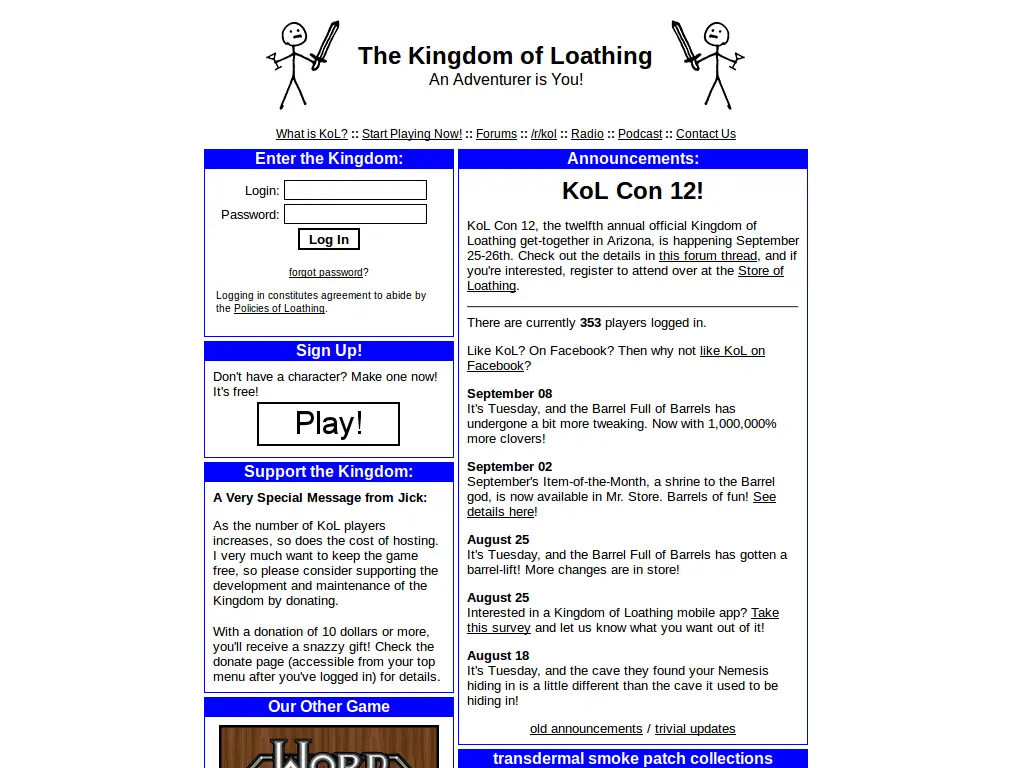 The Kingdom of Loathing
An Adventurer is You!
What is KoL? :: Start Playing Now! :: Forums :: /r/kol :: Radio :: Podcast :: Contact Us
Enter the Kingdom:
Login:
Password:
Log In
forgot password?
Logging in constitutes agreement to abide by
the Policies of Loathing.
Sign Up!
Don't have a character? Make one now!
It's free!
Play!
Support the Kingdom:
A Very Special Message from Jick:
As the number of KoL players
increases, so does the cost of hosting.
I very much want to keep the game
free, so please consider supporting the
development and maintenance of the
Kingdom by donating.
With a donation of 10 dollars or more,
you'll receive a snazzy gift! Check the
donate page (accessible from your top
menu after you've logged in) for details.
Our Other Game
WORD
Announcements:
KoL Con 12!
KoL Con 12, the twelfth annual official Kingdom of
Loathing get-together in Arizona, is happening September
25-26th. Check out the details in this forum thread, and if
you're interested, register to attend over at the Store of
Loathing.
There are currently 353 players logged in.
Like KoL? On Facebook? Then why not like KoL on
Facebook?
September 08
It's Tuesday, and the Barrel Full of Barrels has
undergone a bit more tweaking. Now with 1,000,000%
more clovers!
September 02
September's Item-of-the-Month, a shrine to the Barrel
god, is now available in Mr. Store. Barrels of fun! See
details here!
August 25
It's Tuesday, and the Barrel Full of Barrels has gotten a
barrel-lift! More changes are in store!
August 25
Interested in a Kingdom of Loathing mobile app? Take
this survey and let us know what you want out of it!
August 18
It's Tuesday, and the cave they found your Nemesis
hiding in is a little different than the cave it used to be
hiding in!
old announcements / trivial updates
transdermal smoke patch collections